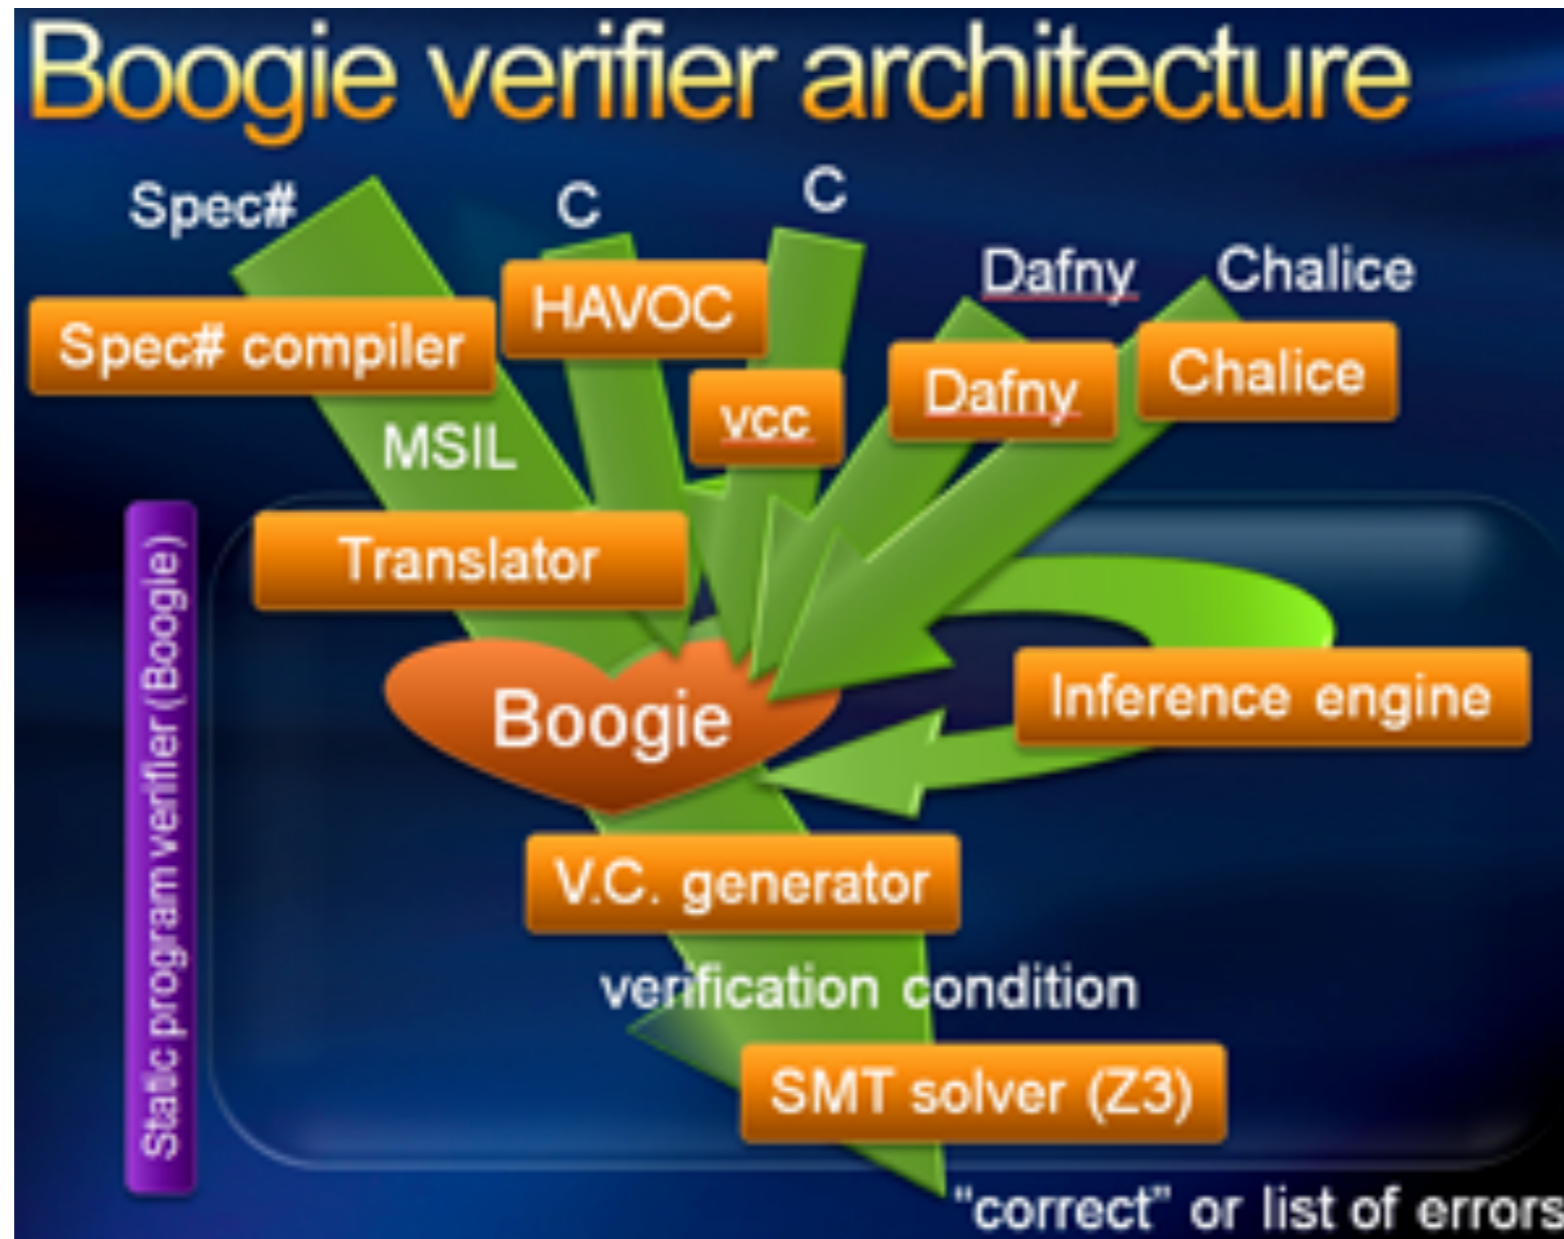 Boogie verifier architecture
Spec#
C
C
Dafny
Chalice
Spec# compiler
HAVOC
vcc
Dafny
Chalice
MSIL
Translator
Static program verifier (Boogie)
Boogie
Inference engine
V.C. generator
verification condition
SMT solver (Z3)
“correct” or list of errors